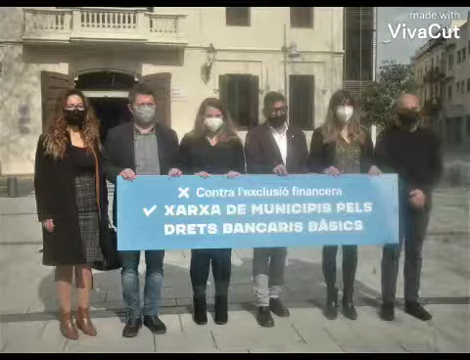 made with
VivaCut
Contra l'exclusió financera
XARXA DE MUNICIPIS PELS
DRETS BANCARIS BÀSICS